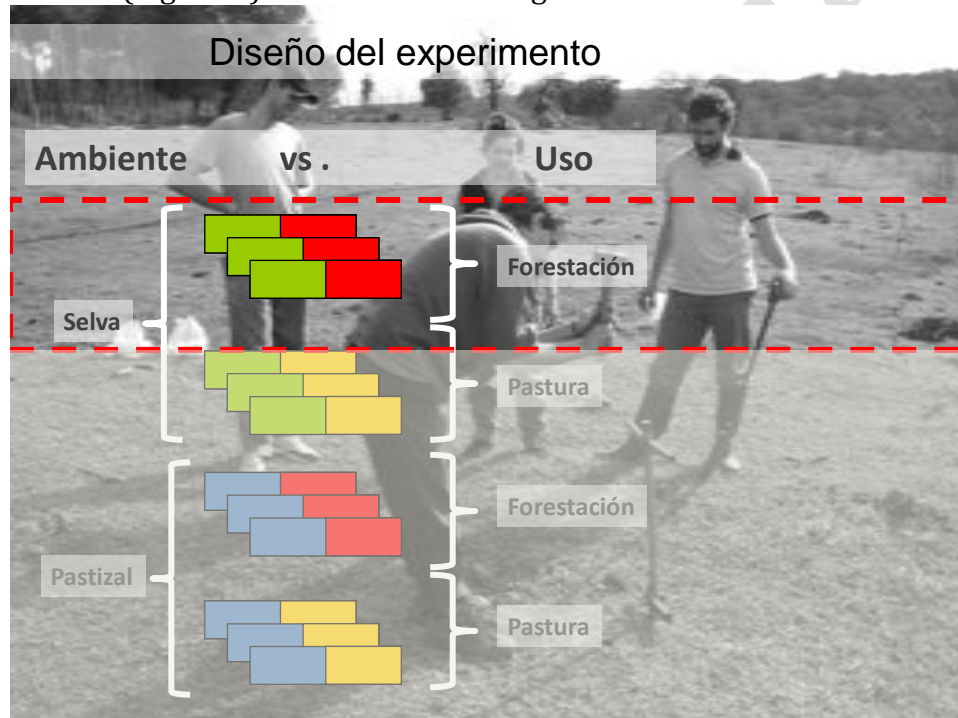 Diseño del experimento
Ambiente vs . Uso
Forestación
Selva
Pastura
Forestación
Pastizal
Pastura